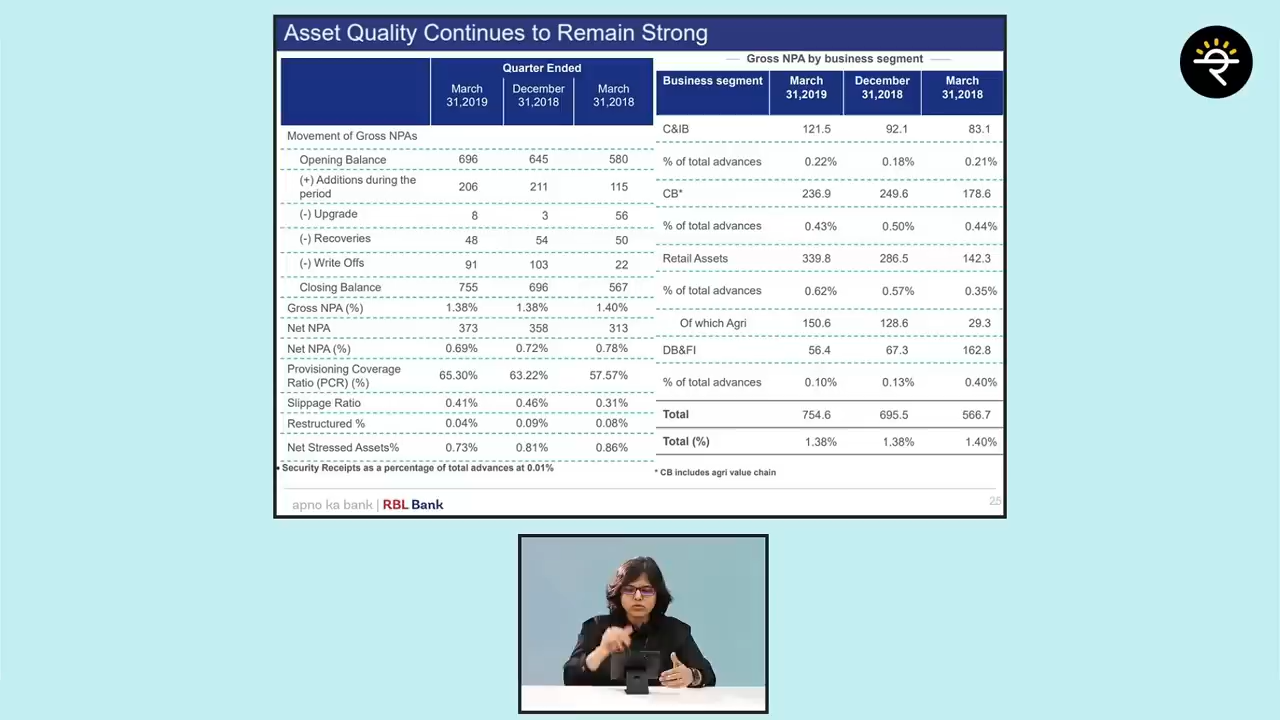 Asset Quality Continues to Remain Strong
Quarter Ended
March 31,2019 December 31,2018 March 31,2018
Movement of Gross NPAs
Opening Balance 696 645 580
(+) Additions during the period 206 211 115
(-) Upgrade 8 3 56
(-) Recoveries 48 54 50
(-) Write Offs 91 103 22
Closing Balance 755 696 567
Gross NPA (%) 1.38% 1.38% 1.40%
Net NPA 373 358 313
Net NPA (%) 0.69% 0.72% 0.78%
Provisioning Coverage Ratio (PCR) (%) 65.30% 63.22% 57.57%
Slippage Ratio 0.41% 0.46% 0.31%
Restructured % 0.04% 0.09% 0.08%
Net Stressed Assets% 0.73% 0.81% 0.86%
• Security Receipts as a percentage of total advances at 0.01%
Gross NPA by business segment
Business segment March 31,2019 December 31,2018 March 31,2018
C&IB 121.5 92.1 83.1
% of total advances 0.22% 0.18% 0.21%
CB* 236.9 249.6 178.6
% of total advances 0.43% 0.50% 0.44%
Retail Assets 339.8 286.5 142.3
% of total advances 0.62% 0.57% 0.35%
Of which Agri 150.6 128.6 29.3
DB&FI 56.4 67.3 162.8
% of total advances 0.10% 0.13% 0.40%
Total 754.6 695.5 566.7
Total (%) 1.38% 1.38% 1.40%
* CB includes agri value chain
apno ka bank | RBL Bank
25